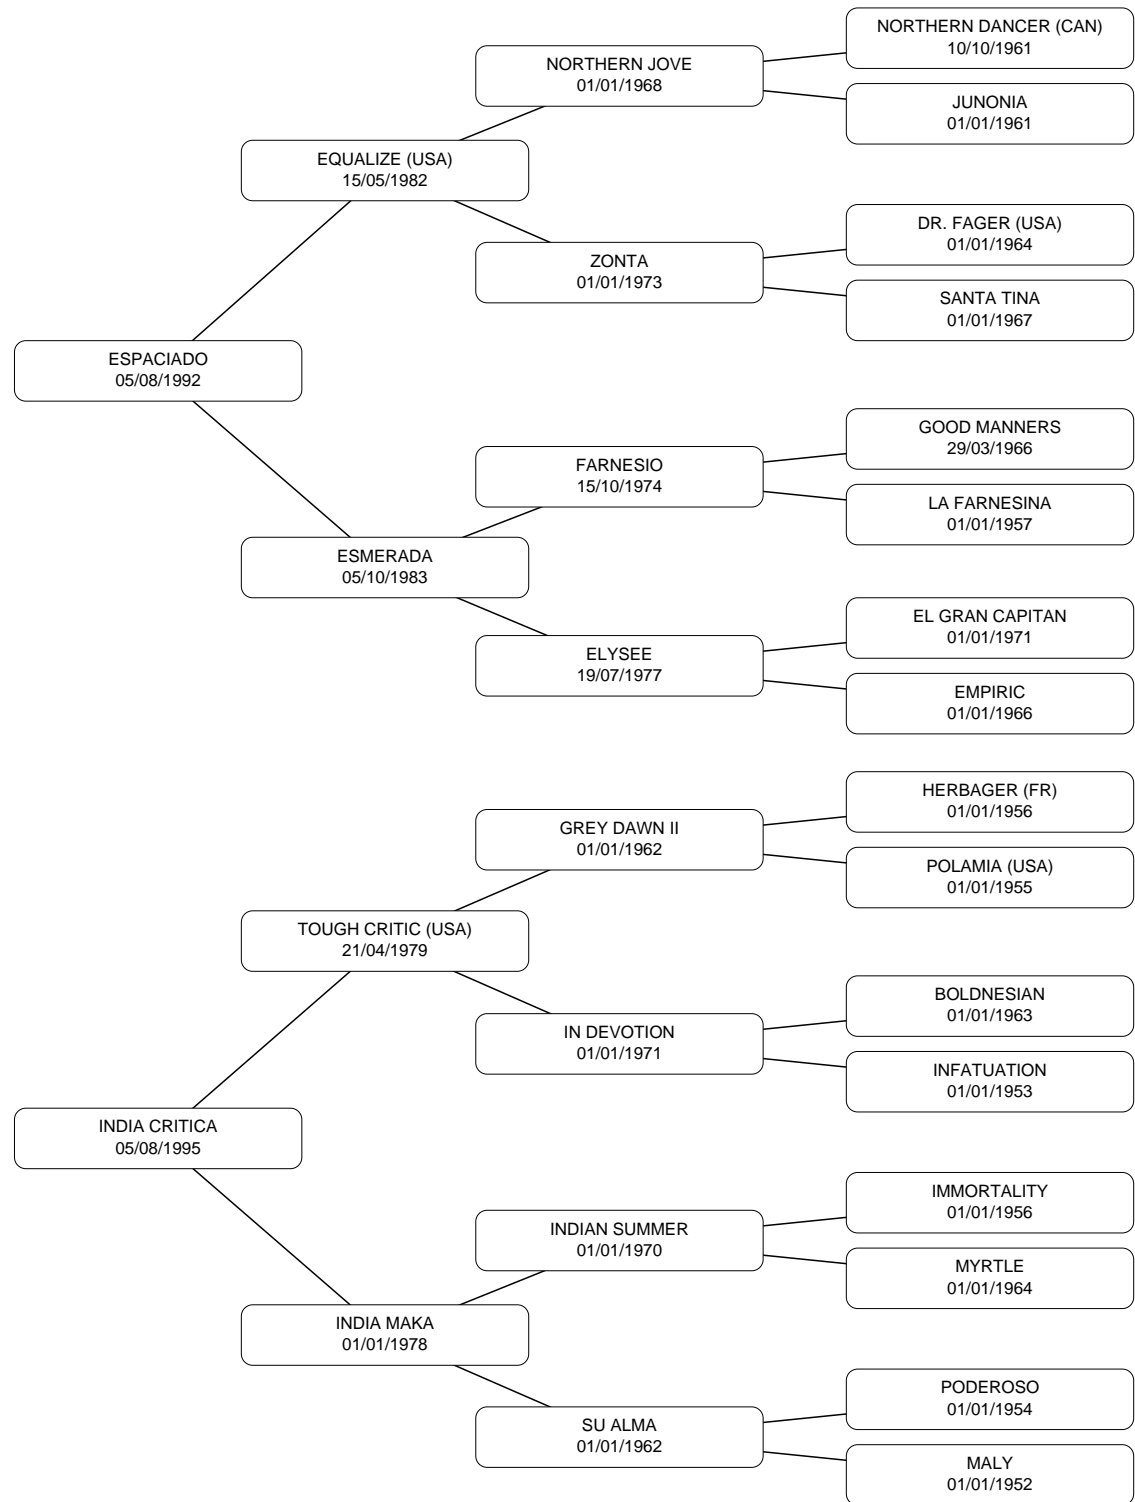 NORTHERN DANCER (CAN)
10/10/1961
NORTHERN JOVE
01/01/1968
JUNONIA
01/01/1961
EQUALIZE (USA)
15/05/1982
DR. FAGER (USA)
01/01/1964
ZONTA
01/01/1973
SANTA TINA
01/01/1967
ESPACIADO
05/08/1992
GOOD MANNERS
29/03/1966
FARNESIO
15/10/1974
LA FARNESINA
01/01/1957
ESMERADA
05/10/1983
EL GRAN CAPITAN
01/01/1971
ELYSEE
19/07/1977
EMPIRIC
01/01/1966
HERBAGER (FR)
01/01/1956
GREY DAWN II
01/01/1962
POLAMIA (USA)
01/01/1955
TOUGH CRITIC (USA)
21/04/1979
BOLDNESIAN
01/01/1963
IN DEVOTION
01/01/1971
INFATUATION
01/01/1953
INDIA CRITICA
05/08/1995
IMMORTALITY
01/01/1956
INDIAN SUMMER
01/01/1970
MYRTLE
01/01/1964
INDIA MAKA
01/01/1978
PODEROSO
01/01/1954
SU ALMA
01/01/1962
MALY
01/01/1952